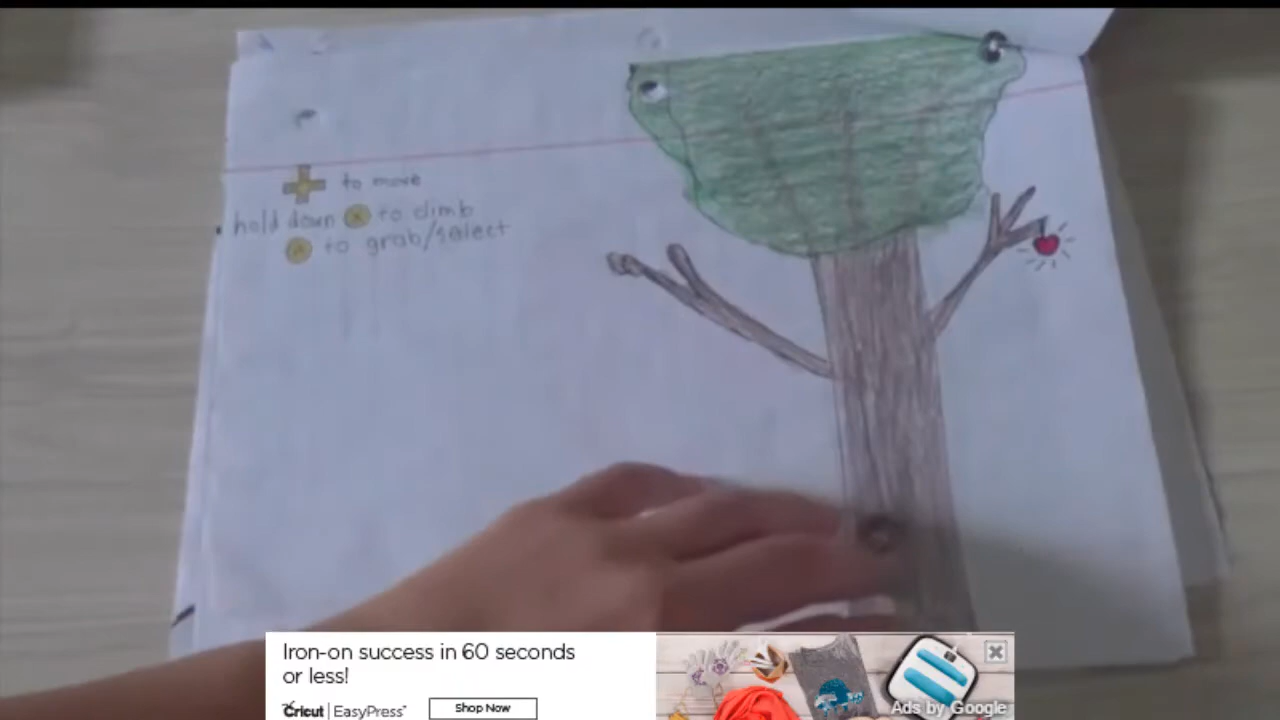 to move
hold down x to climb
A to grab/select
Iron-on success in 60 seconds
or less!
Cricut | EasyPress™
Shop Now
Ads by Google